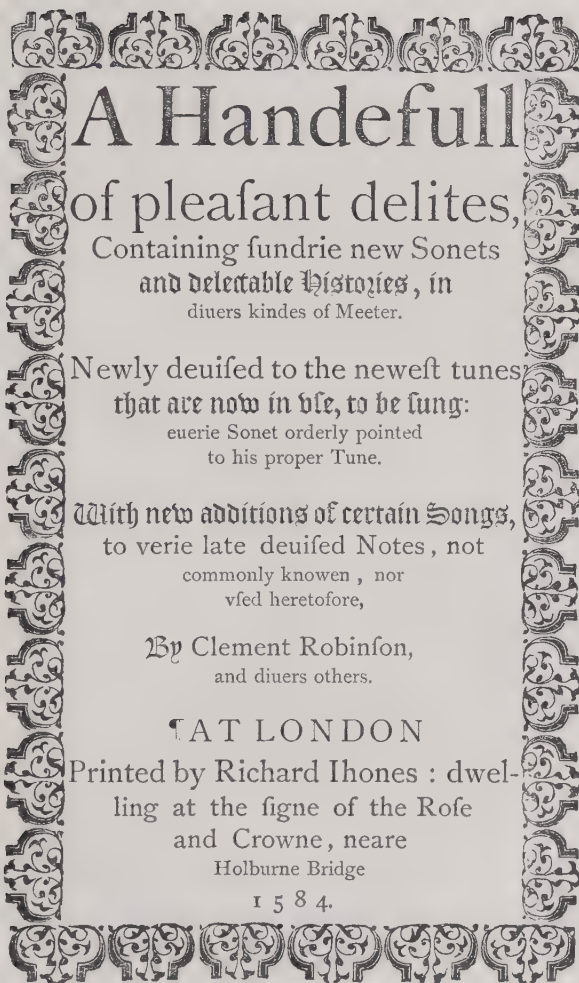 A Handefull
of pleaſant delites,
Containing ſundrie new Sonets
and delectable Hiſtories, in
diuers kindes of Meeter.
Newly deuiſed to the neweſt tunes
that are now in vſe, to be ſung:
euerie Sonet orderly pointed
to his proper Tune.
With new additions of certain Songs,
to verie late deuiſed Notes, not
commonly knowen, nor
vſed heretofore,
By Clement Robinſon,
and diuers others.
¶AT LONDON
Printed by Richard Ihones : dwel-
ling at the ſigne of the Roſe
and Crowne, neare
Holburne Bridge
1 5 8 4.